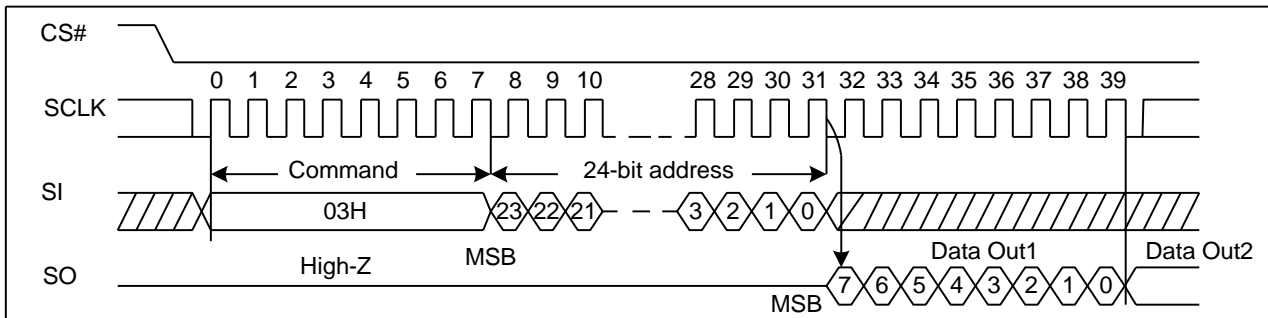 CS#
0 1 2 3 4 5 6 7 8 9 10 28 29 30 31 32 33 34 35 36 37 38 39
SCLK
Command 24-bit address
SI
03H 23 22 21 3 2 1 0
High-Z MSB Data Out1 Data Out2
SO
MSB 7 6 5 4 3 2 1 0